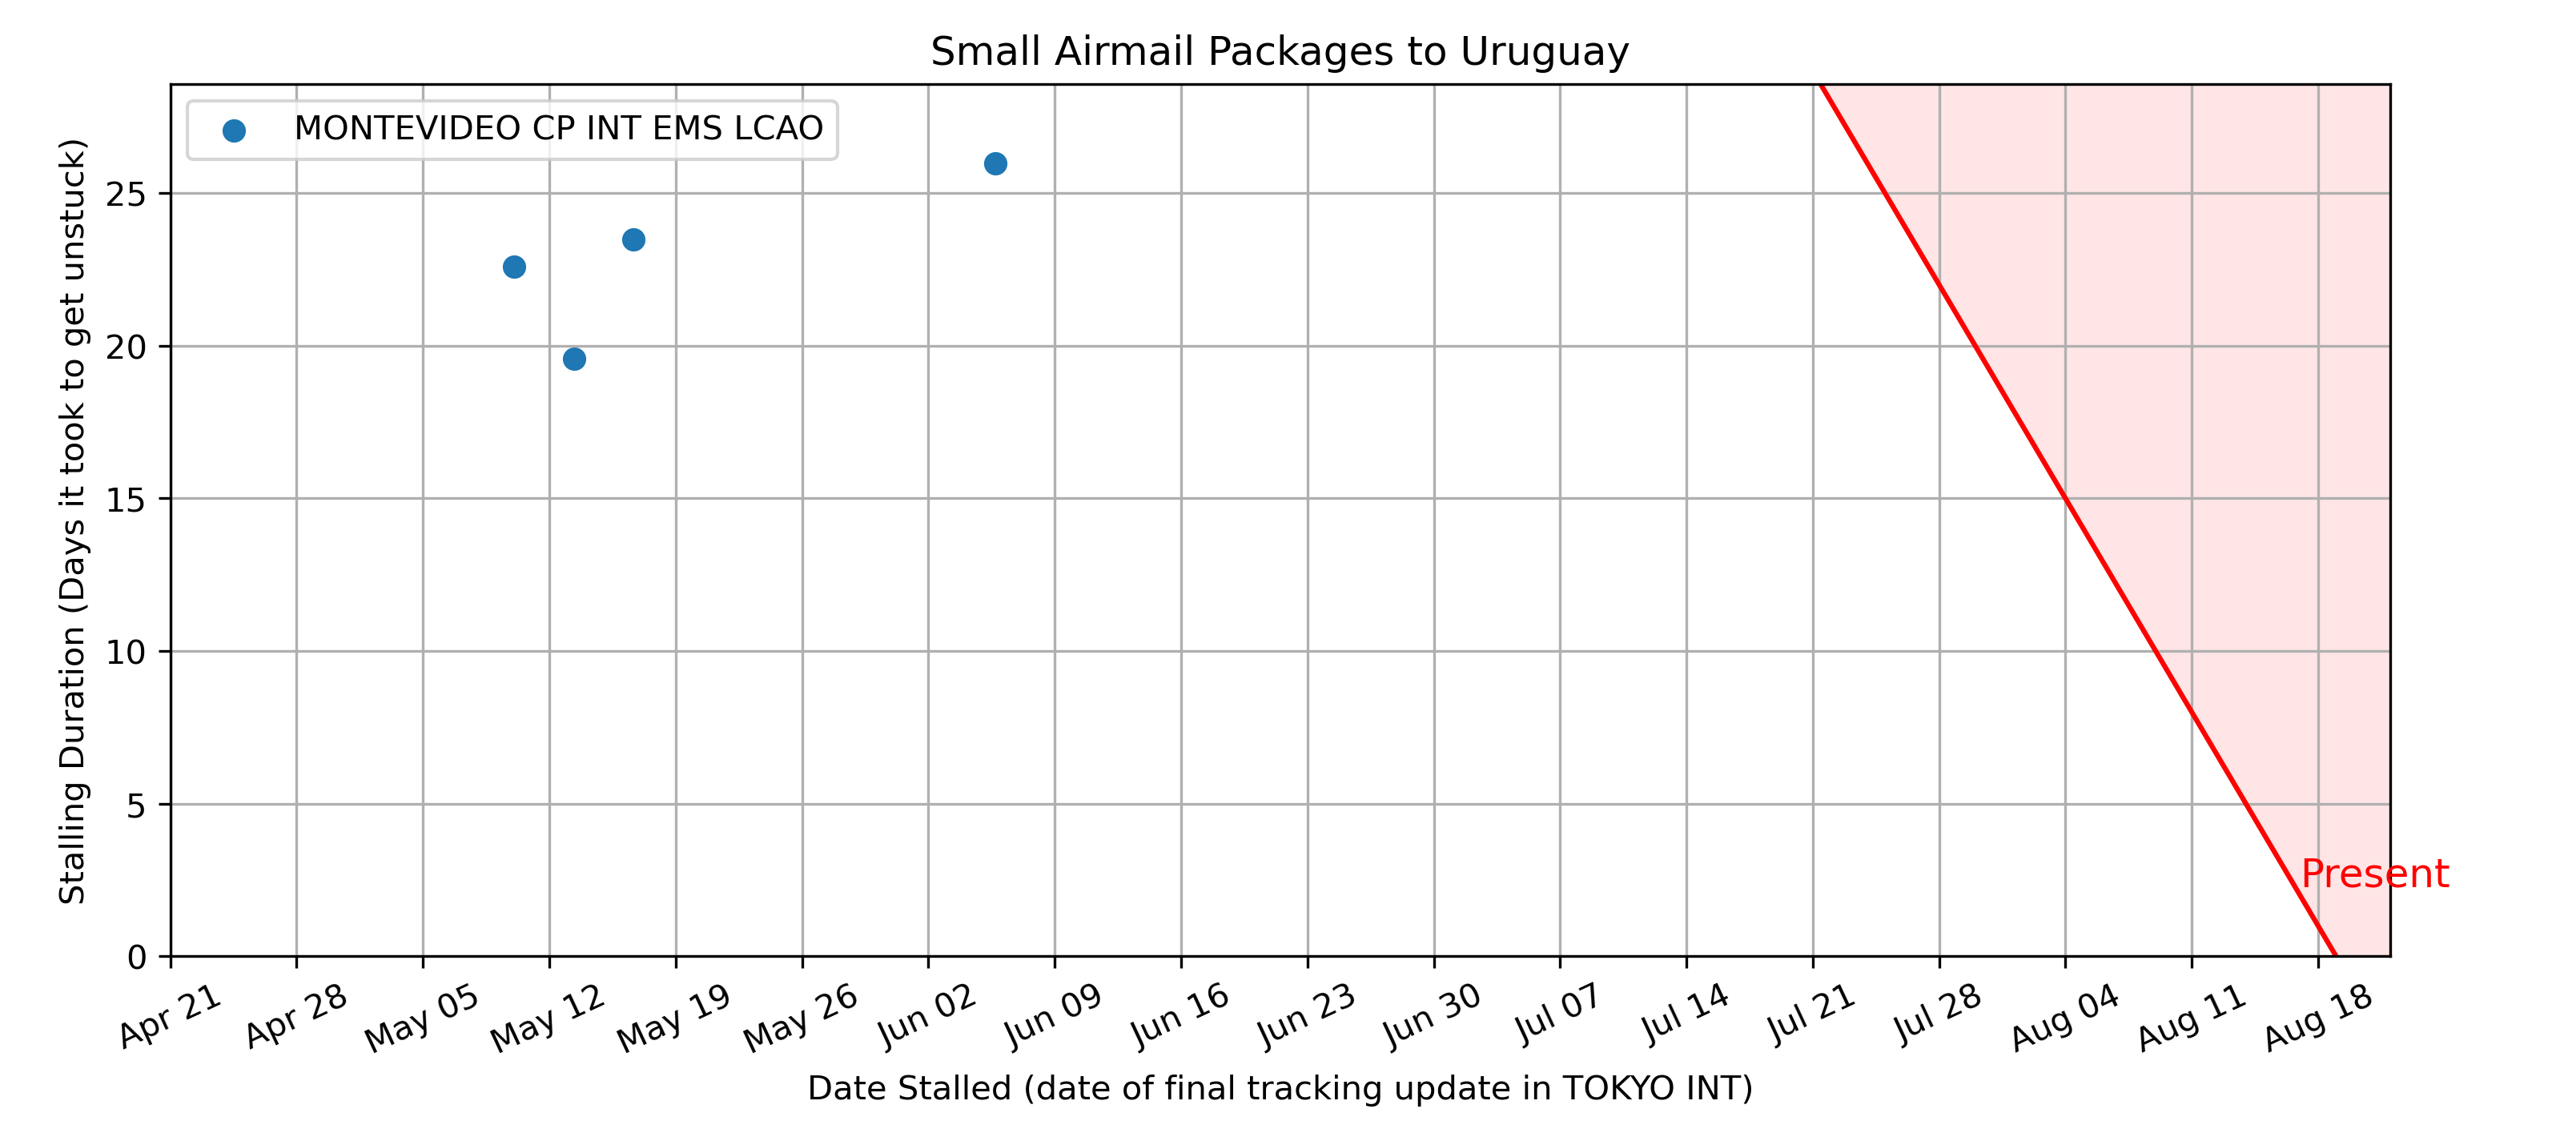 Small Airmail Packages to Uruguay
MONTEVIDEO CP INT EMS LCAO
Stalling Duration (Days it took to get unstuck)
25
20
15
10
5
0
Present
Apr 21
Apr 28
May 05
May 12
May 19
May 26
Jun 02
Jun 09
Jun 16
Jun 23
Jun 30
Jul 07
Jul 14
Jul 21
Jul 28
Aug 04
Aug 11
Aug 18
Date Stalled (date of final tracking update in TOKYO INT)